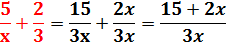 5/x + 2/3 = 15/3x + 2x/3x = (15 + 2x)/3x